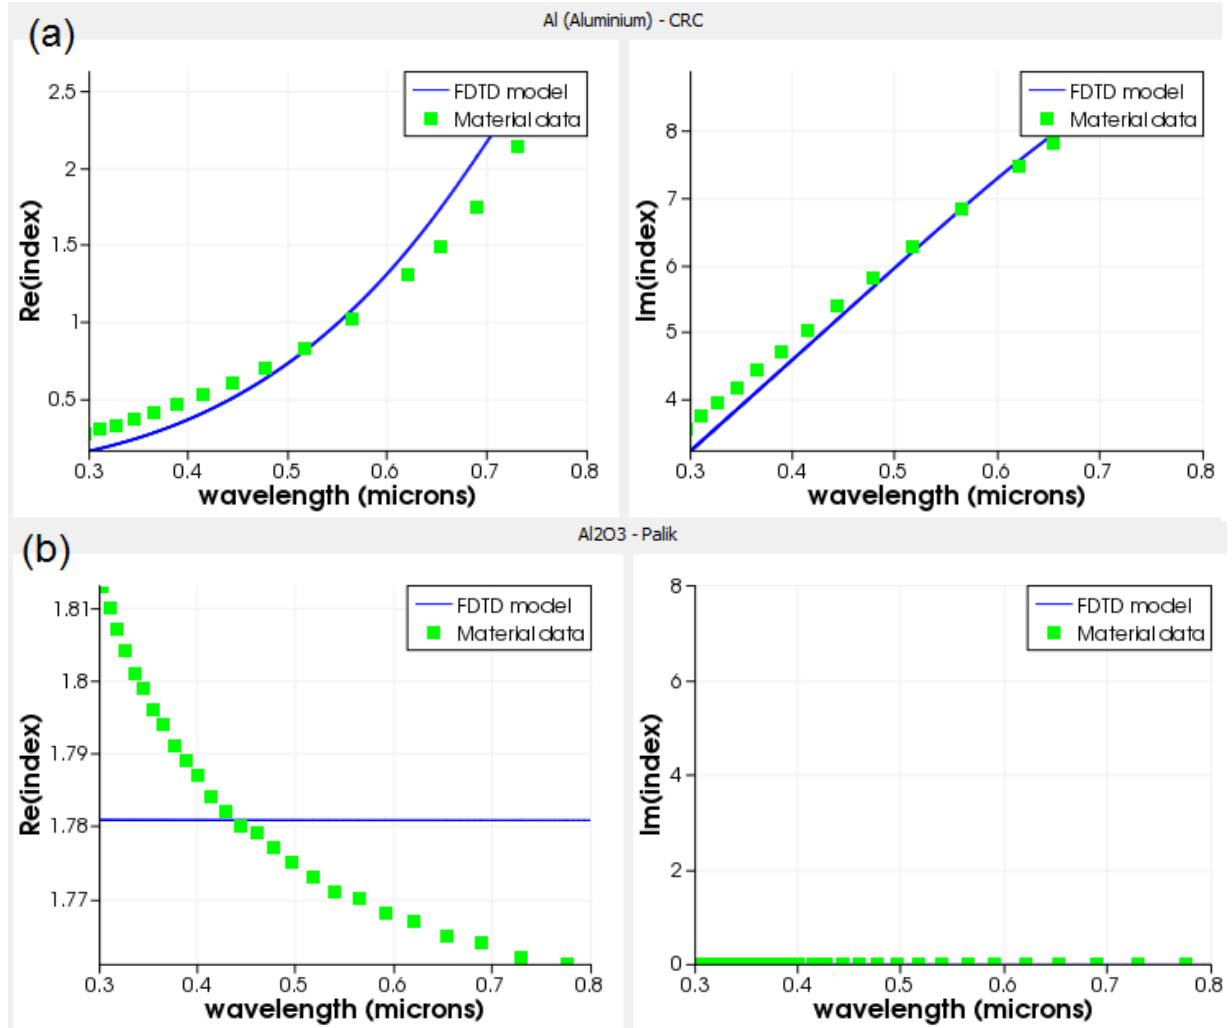 Al (Aluminium) - CRC
(a)
FDTD model
Material data
2.5
2
1.5
1
0.5
Re(index)
0.3 0.4 0.5 0.6 0.7 0.8
wavelength (microns)
FDTD model
Material data
8
7
6
5
4
Im(index)
0.3 0.4 0.5 0.6 0.7 0.8
wavelength (microns)
Al2O3 - Palik
(b)
FDTD model
Material data
1.81
1.8
1.79
1.78
1.77
Re(index)
0.3 0.4 0.5 0.6 0.7 0.8
wavelength (microns)
FDTD model
Material data
8
6
4
2
0
Im(index)
0.3 0.4 0.5 0.6 0.7 0.8
wavelength (microns)